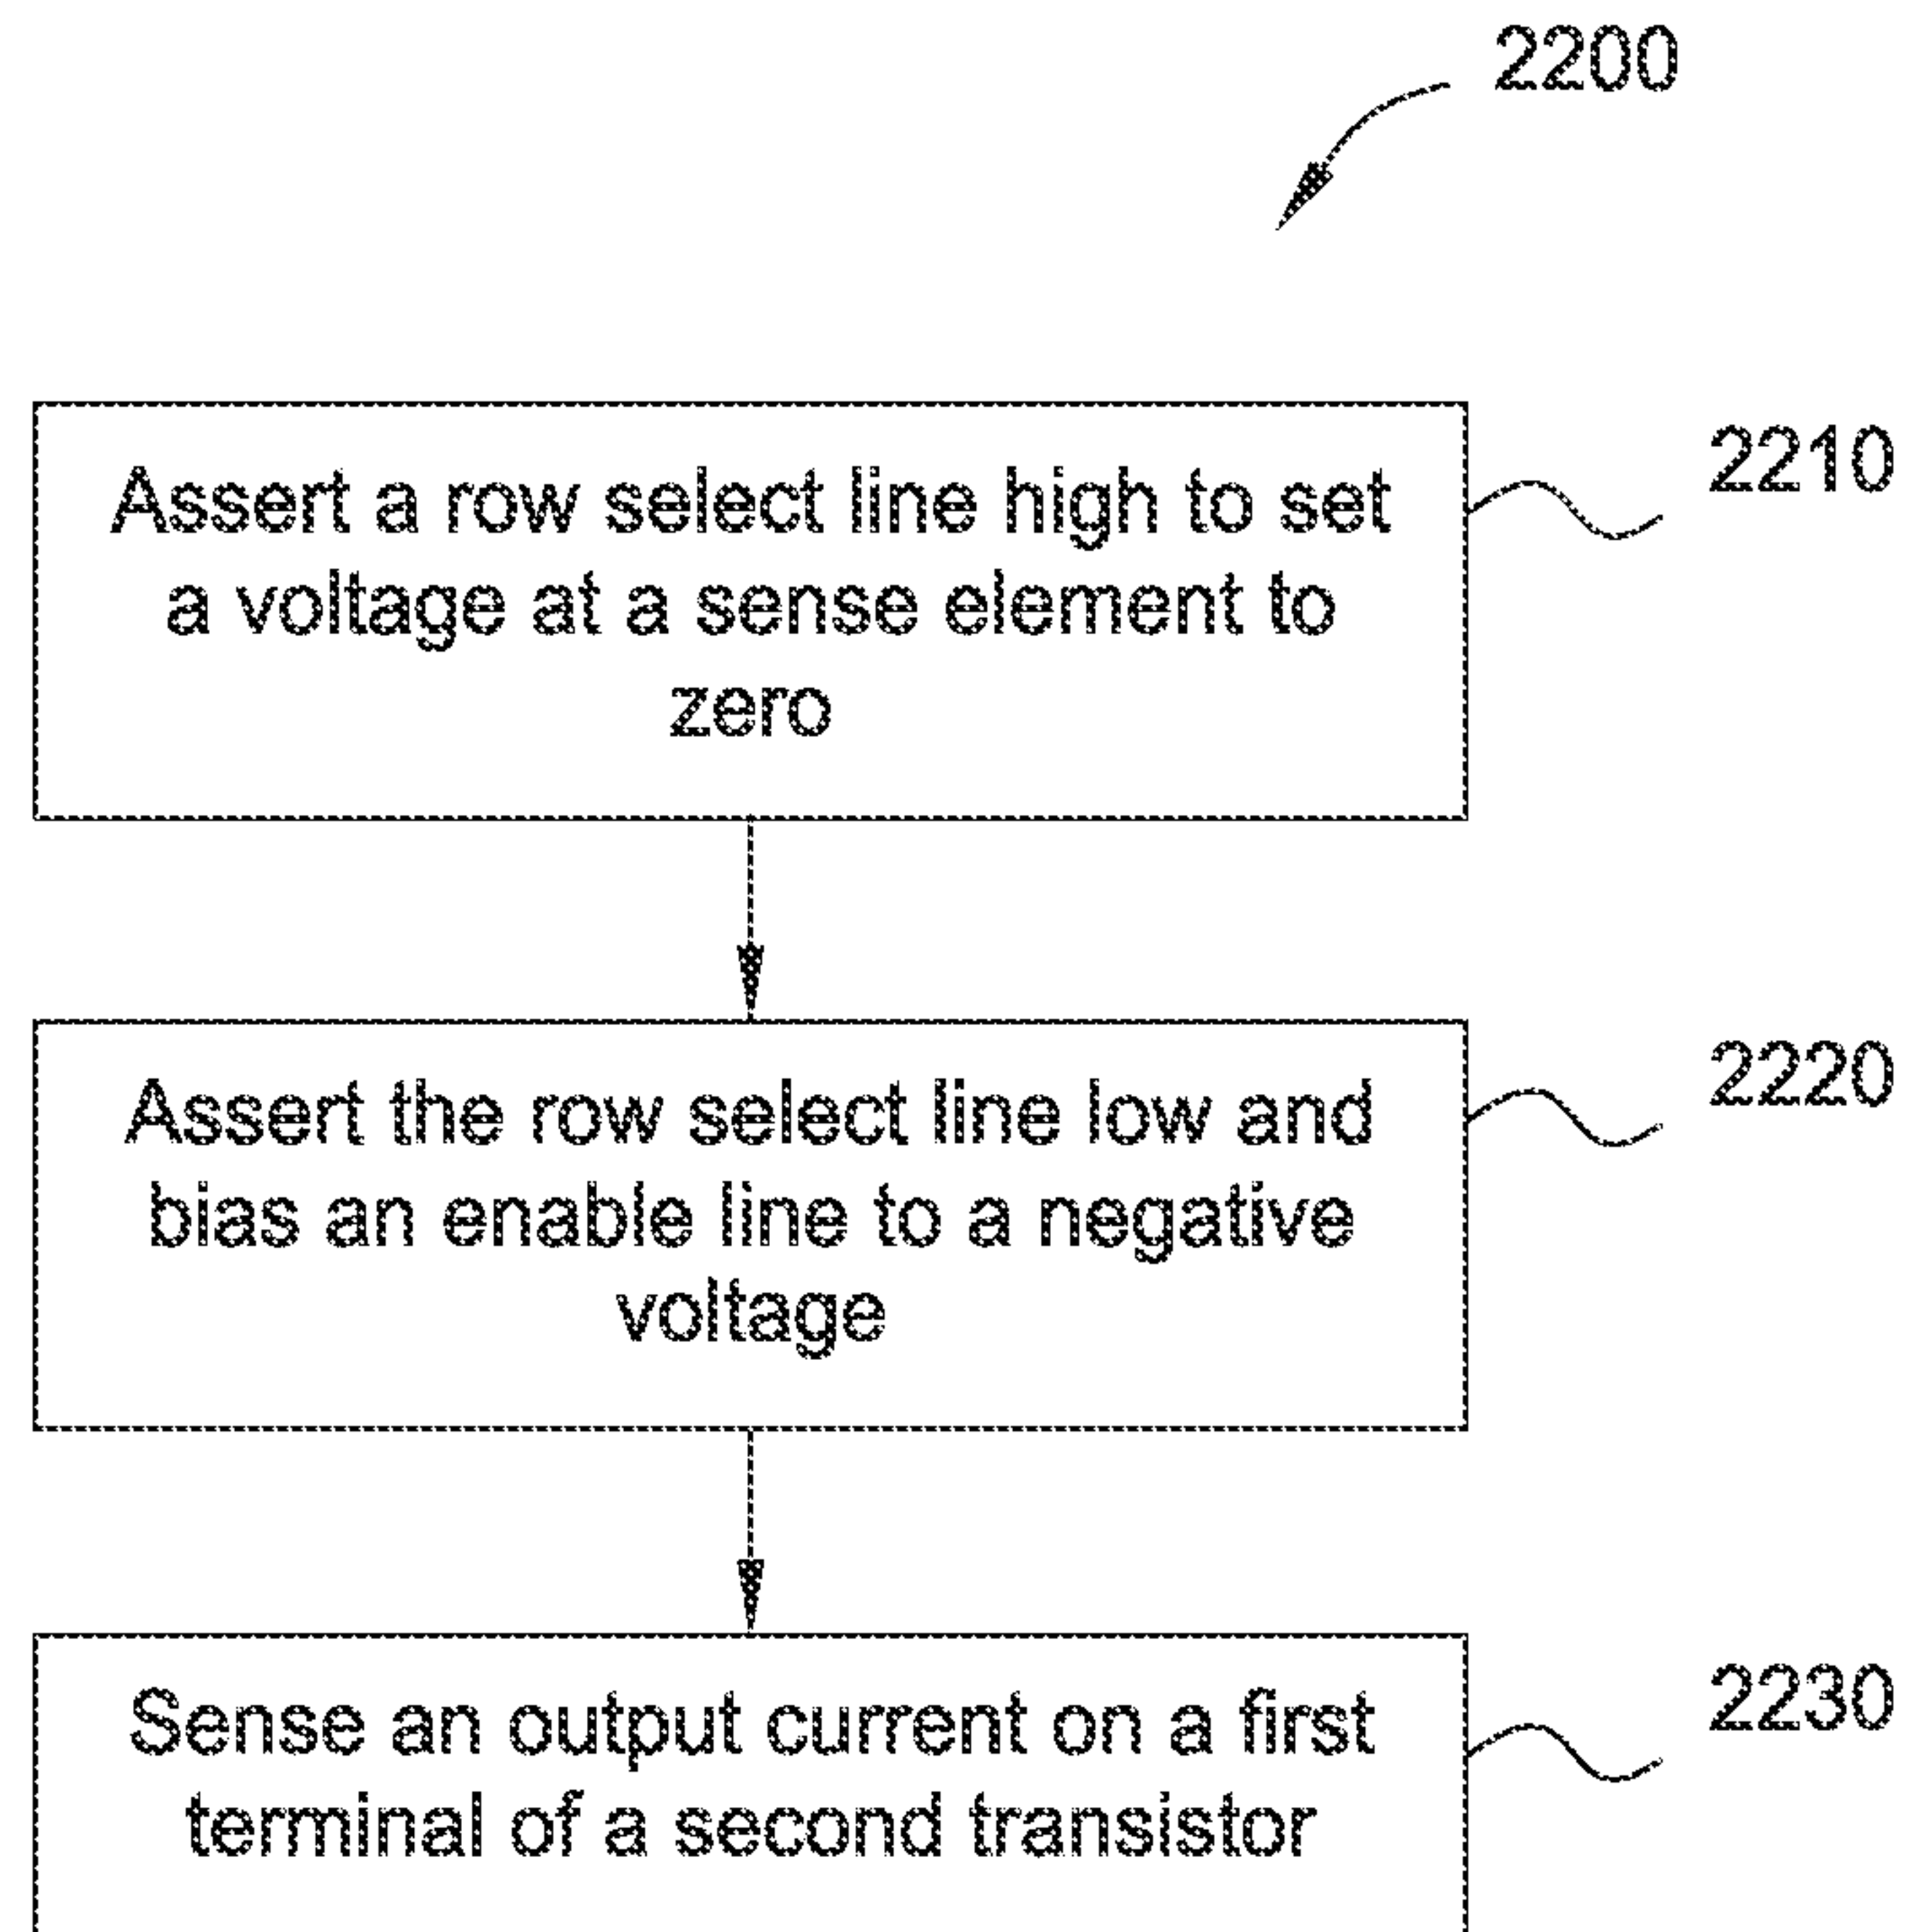 2200
Assert a row select line high to set
a voltage at a sense element to
zero
2210
Assert the row select line low and
bias an enable line to a negative
voltage
2220
Sense an output current on a first
terminal of a second transistor
2230